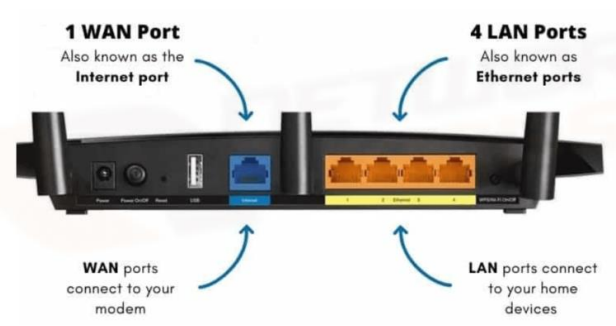 1 WAN Port
Also known as the
Internet port
4 LAN Ports
Also known as
Ethernet ports
Power
Power On/Off
Reset
USB
Internet
1
2
Ethernet
3
4
WPS/Wi-Fi On/Off
WAN ports
connect to your
modem
LAN ports connect
to your home
devices